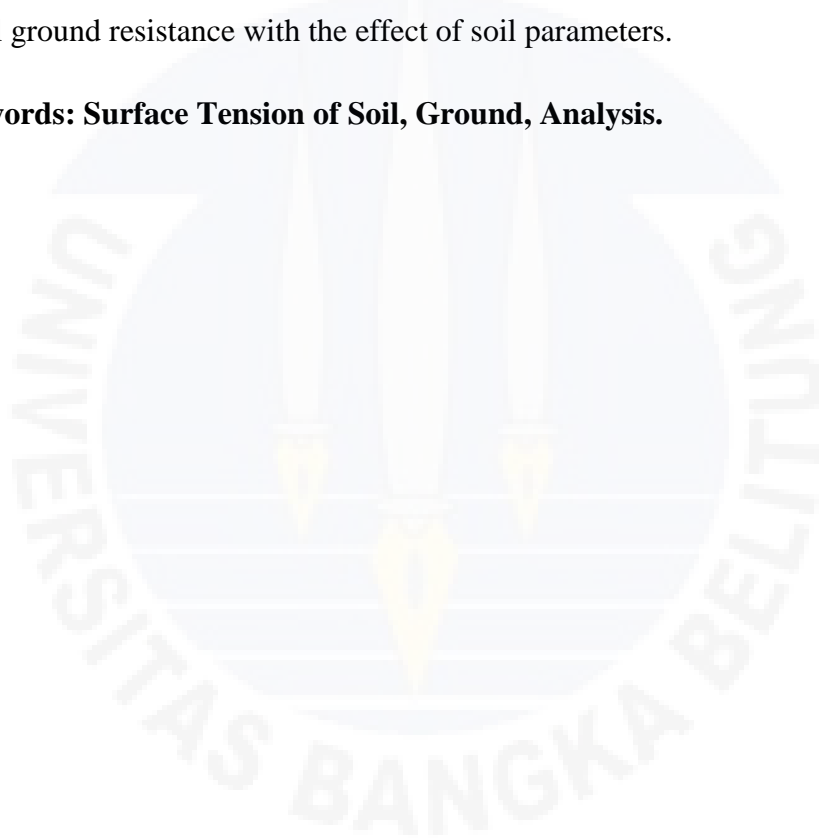 ground resistance with the effect of soil parameters.
words: Surface Tension of Soil, Ground, Analysis.
UNIVERSITAS BANGKA BELITUNG